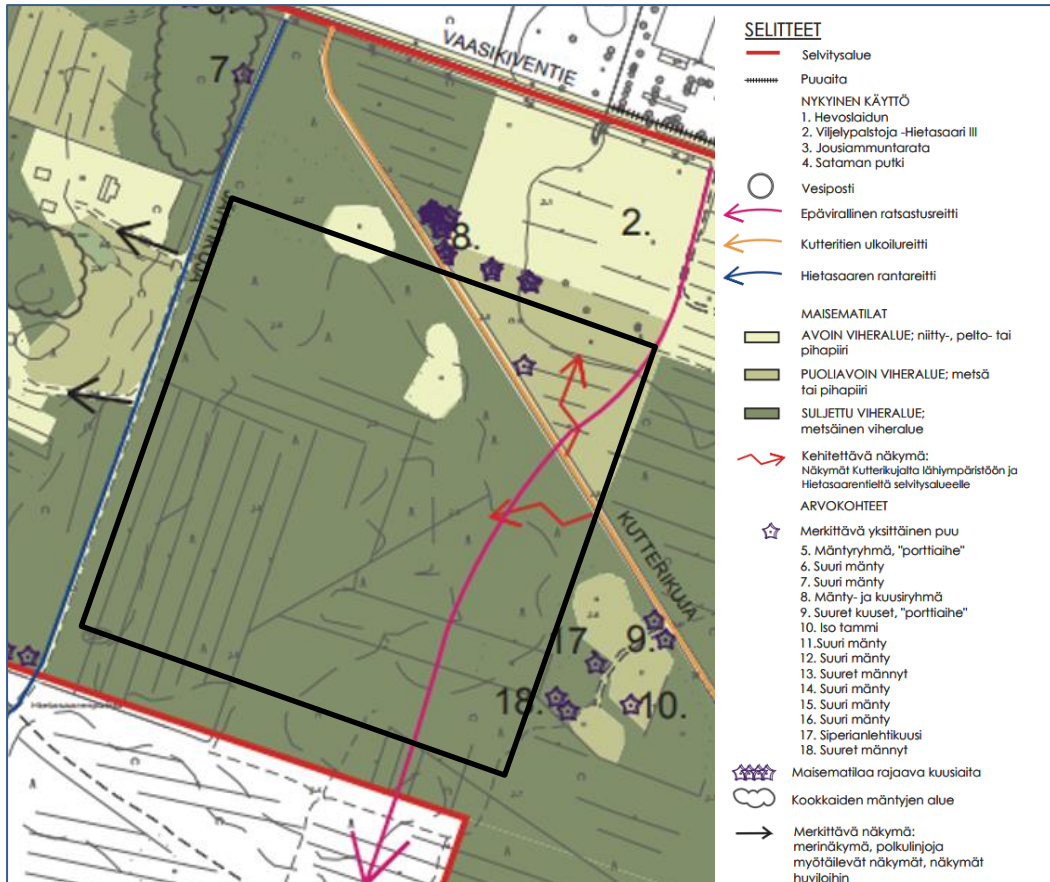 VAASIKIVENTIE
7
2.
8.
KUTTERIKUJA
17.
9.
18.
10.
SELITTEET
Selvitysalue
Puuaita
NYKYINEN KÄYTTÖ
1. Hevoslaidun
2. Viljelypalstoja -Hietasaari III
3. Jousiammuntarata
4. Sataman putki
Vesiposti
Epävirallinen ratsastusreitti
Kutteritien ulkoilureitti
Hietasaaren rantareitti
MAISEMATILAT
AVOIN VIHERALUE; niitty-, pelto- tai
pihapiiri
PUOLIAVOIN VIHERALUE; metsä
tai pihapiiri
SULJETTU VIHERALUE;
metsäinen viheralue
Kehitettävä näkymä:
Näkymät Kutterikujalta lähiympäristöön ja
Hietasaarentieltä selvitysalueelle
ARVOKOHTEET
Merkittävä yksittäinen puu
5. Mäntyryhmä, "porttiaihe"
6. Suuri mänty
7. Suuri mänty
8. Mänty- ja kuusiryhmä
9. Suuret kuuset, "porttiaihe"
10. Iso tammi
11.Suuri mänty
12. Suuri mänty
13. Suuret männyt
14. Suuri mänty
15. Suuri mänty
16. Suuri mänty
17. Siperianlehtikuusi
18. Suuret männyt
Maisematilaa rajaava kuusiaita
Kookkaiden mäntyjen alue
Merkittävä näkymä:
merinäkymä, polkulinjoja
myötäilevät näkymät, näkymät
huviloihin